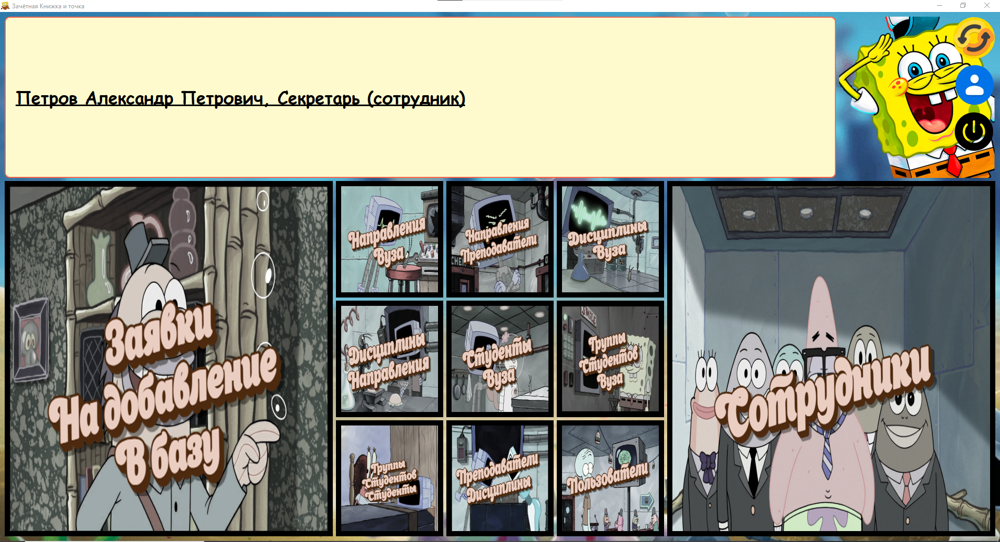 Зачётная Книжка и точка
Петров Александр Петрович, Секретарь (сотрудник)
Заявки
На добавление
В базу
Направления
Вуза
Направления
Преподаватели
Дисциплины
Вуза
Дисциплины
Направления
Студенты
Вуза
SMILE
Группы
Студентов
Вуза
Группы
Студентов
Студенты
Преподаватели
Дисциплины
Пользователи
Сотрудники